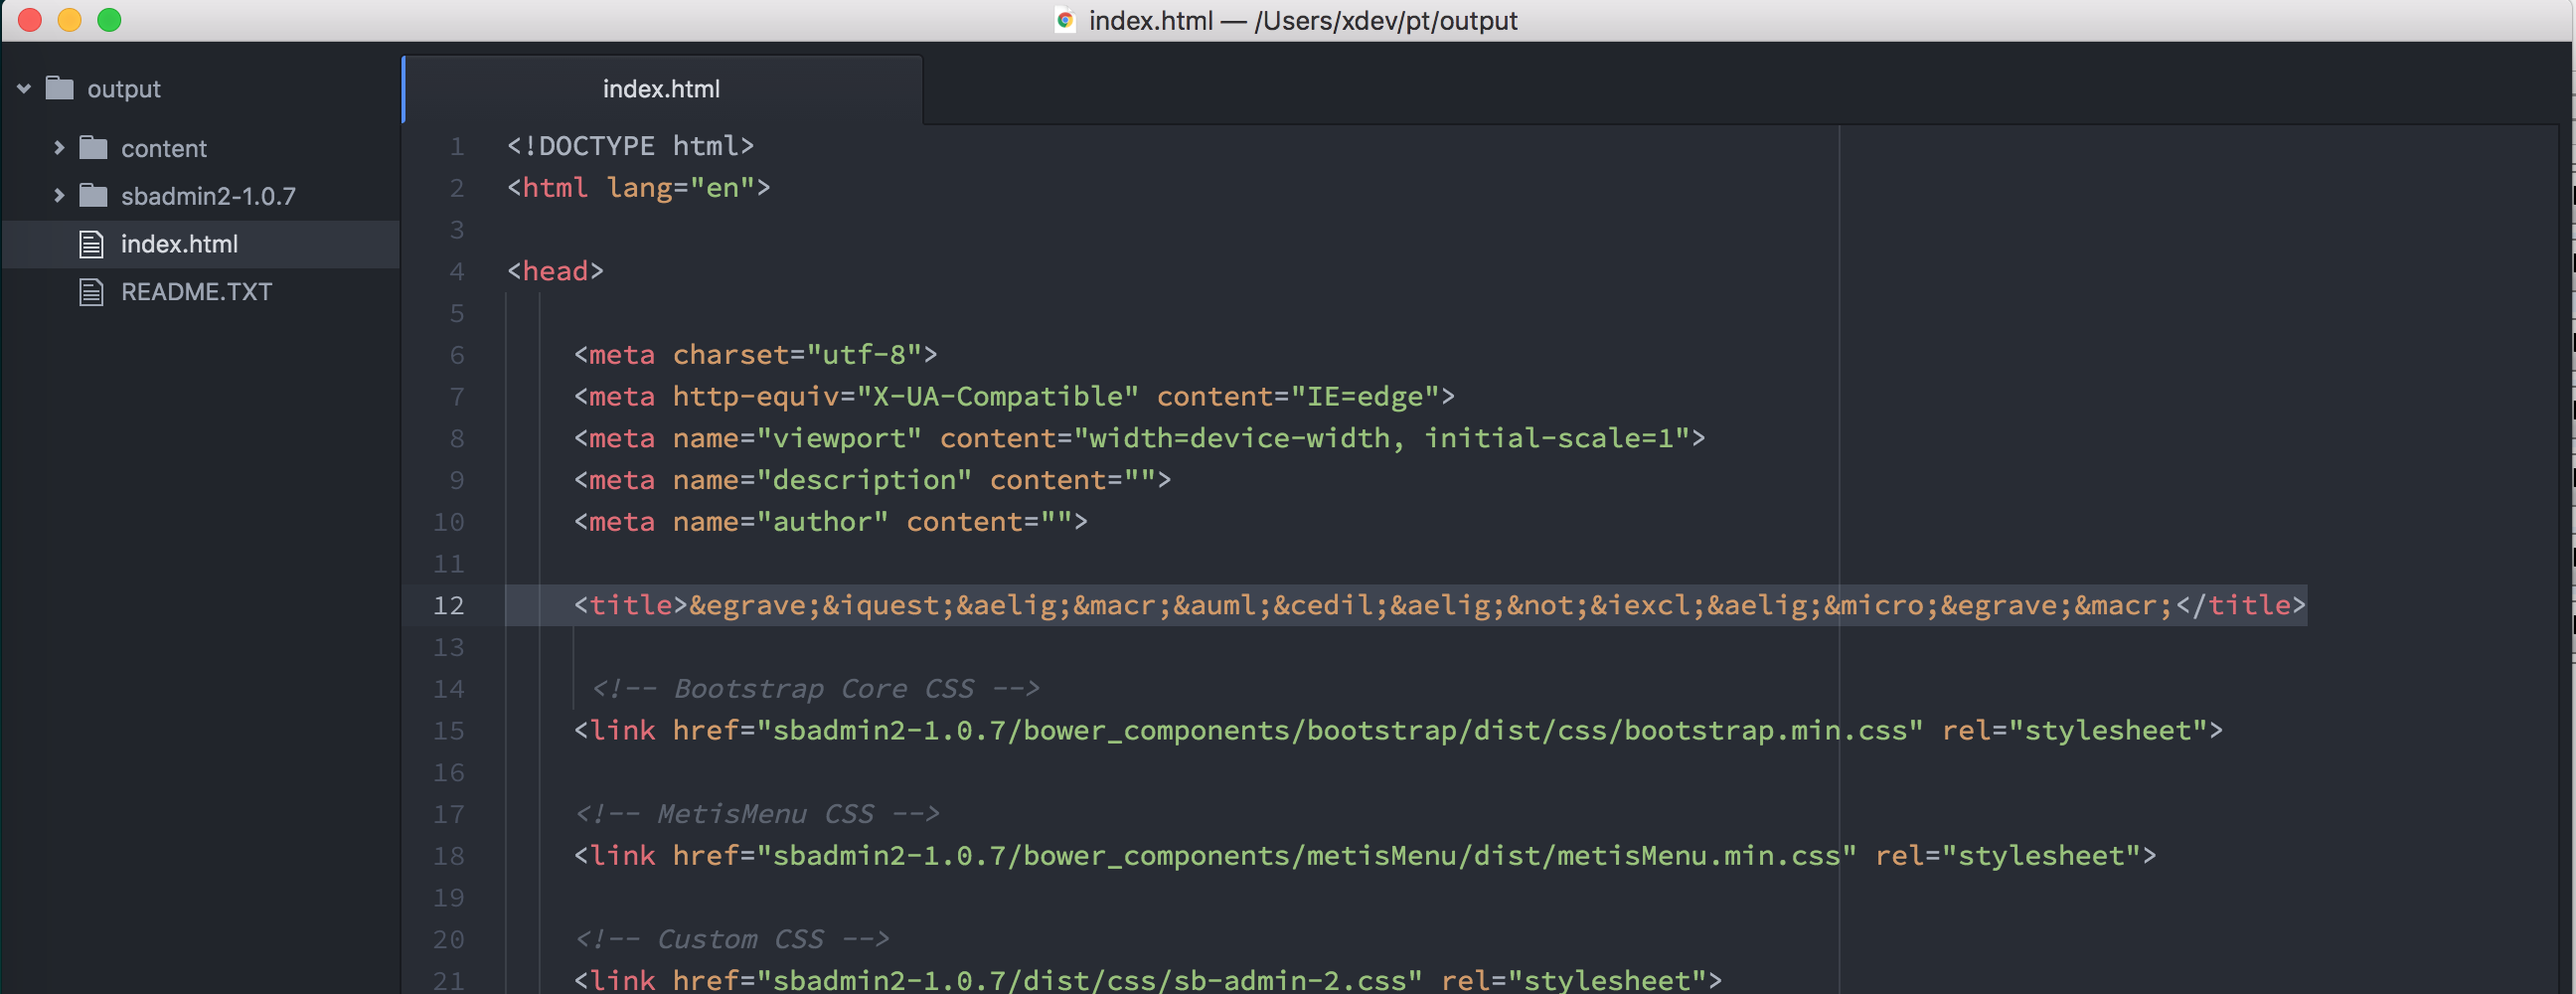 index.html — /Users/xdev/pt/output
output
content
sbadmin2-1.0.7
index.html
README.TXT
index.html
1 <!DOCTYPE html>
2 <html lang="en">
3
4 <head>
5
6 <meta charset="utf-8">
7 <meta http-equiv="X-UA-Compatible" content="IE=edge">
8 <meta name="viewport" content="width=device-width, initial-scale=1">
9 <meta name="description" content="">
10 <meta name="author" content="">
11
12 <title>&egrave;&iquest;&aelig;&macr;&auml;&cedil;&aelig;&not;&iexcl;&aelig;&micro;&egrave;&macr;</title>
13
14 <!-- Bootstrap Core CSS -->
15 <link href="sbadmin2-1.0.7/bower_components/bootstrap/dist/css/bootstrap.min.css" rel="stylesheet">
16
17 <!-- MetisMenu CSS -->
18 <link href="sbadmin2-1.0.7/bower_components/metisMenu/dist/metisMenu.min.css" rel="stylesheet">
19
20 <!-- Custom CSS -->
21 <link href="sbadmin2-1.0.7/dist/css/sb-admin-2.css" rel="stylesheet">